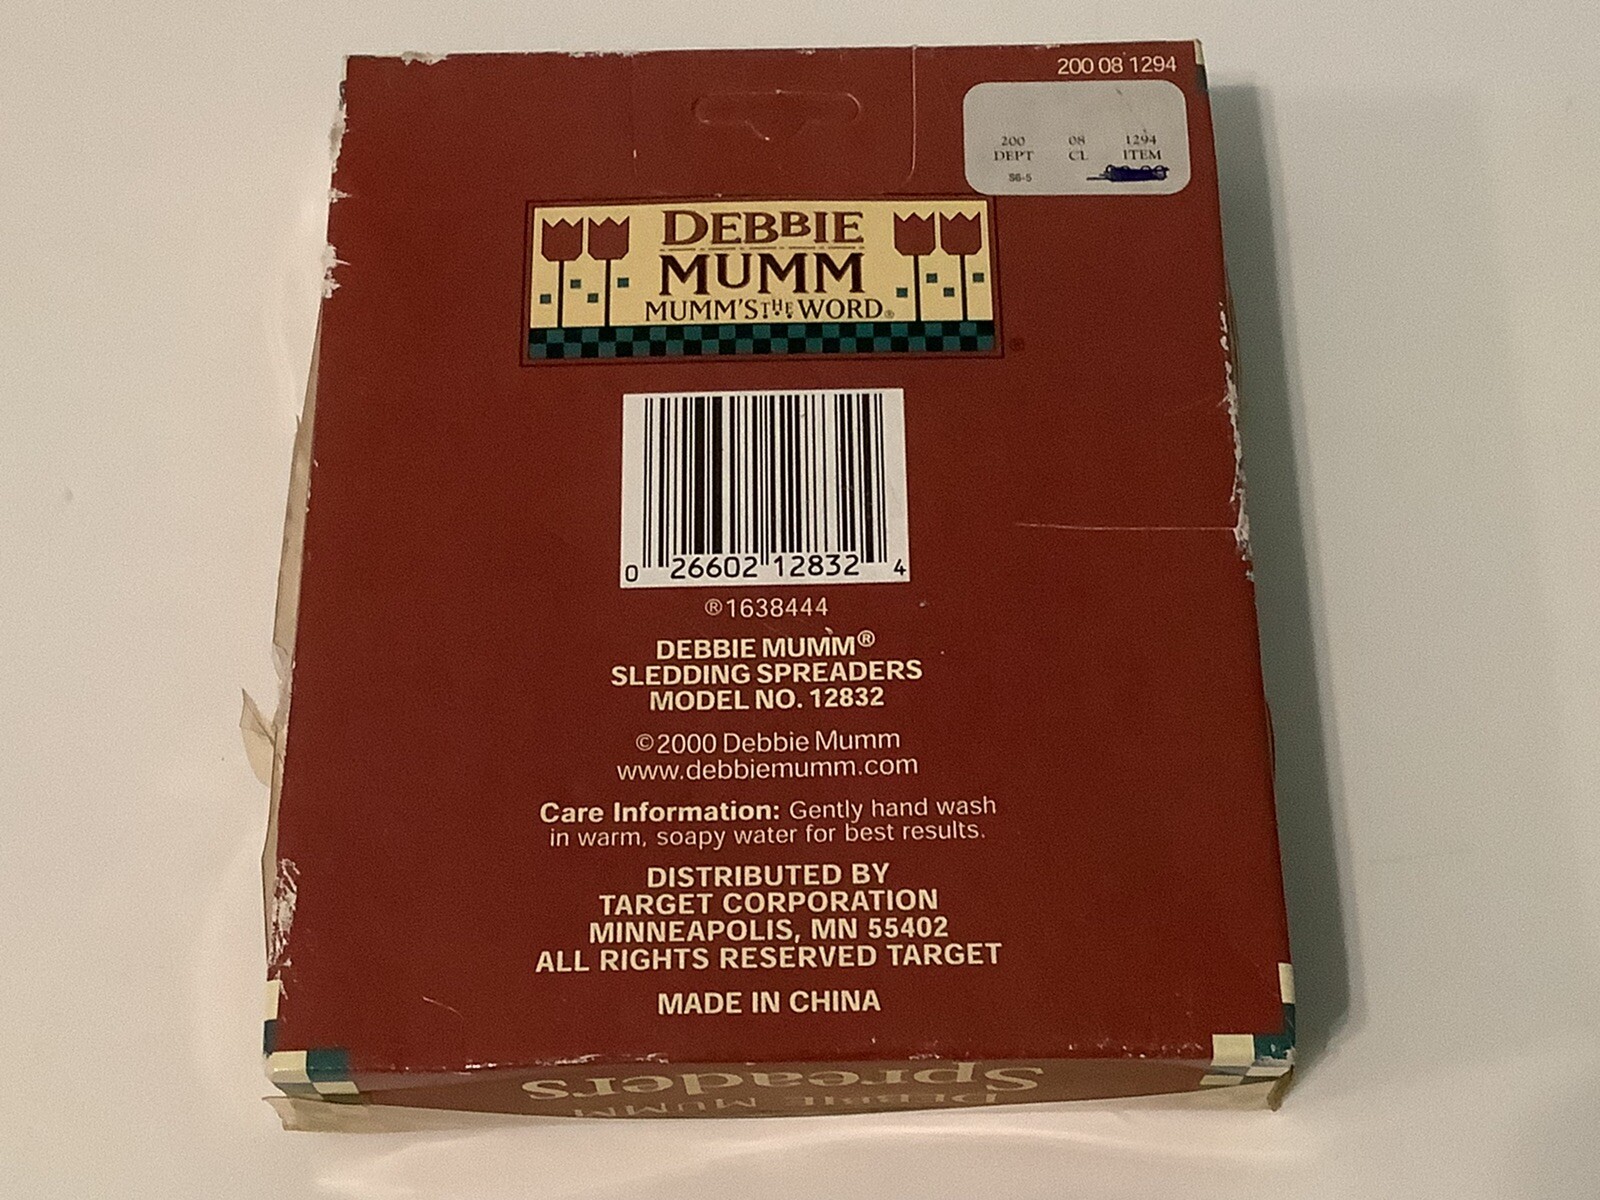 200 08 1294
200 08 1294
DEPT CL ITEM
S6-5
DEBBIE
MUMM
MUMM'S THE WORD®
®
0 26602 12832 4
®1638444
DEBBIE MUMM®
SLEDDING SPREADERS
MODEL NO. 12832
©2000 Debbie Mumm
www.debbiemumm.com
Care Information: Gently hand wash
in warm, soapy water for best results.
DISTRIBUTED BY
TARGET CORPORATION
MINNEAPOLIS, MN 55402
ALL RIGHTS RESERVED TARGET
MADE IN CHINA
Spreaders
DEBBIE MUMM